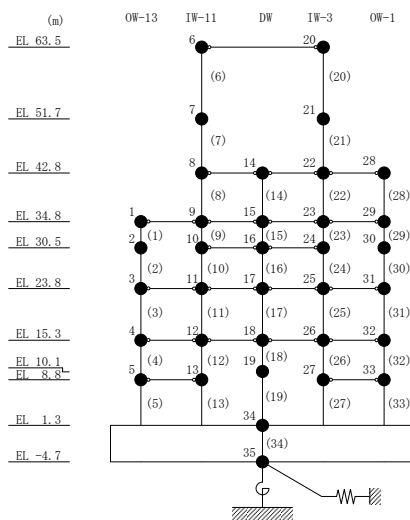 (m) OW-13 IW-11 DW IW-3 OW-1
EL 63.5 6 20
(6) (20)
EL 51.7 7 21
(7) (21)
EL 42.8 8 14 22 28
(8) (14) (22) (28)
EL 34.8 1 9 15 23 29
(1) (9) (15) (23) (29)
EL 30.5 2 10 16 24 30
(2) (10) (16) (24) (30)
EL 23.8 3 11 17 25 31
(3) (11) (17) (25) (31)
EL 15.3 4 12 18 26 32
(4) (12) (18) (26) (32)
EL 10.1 19
EL 8.8 5 13 27 33
(5) (13) (19) (27) (33)
EL 1.3 34
(34)
EL -4.7 35